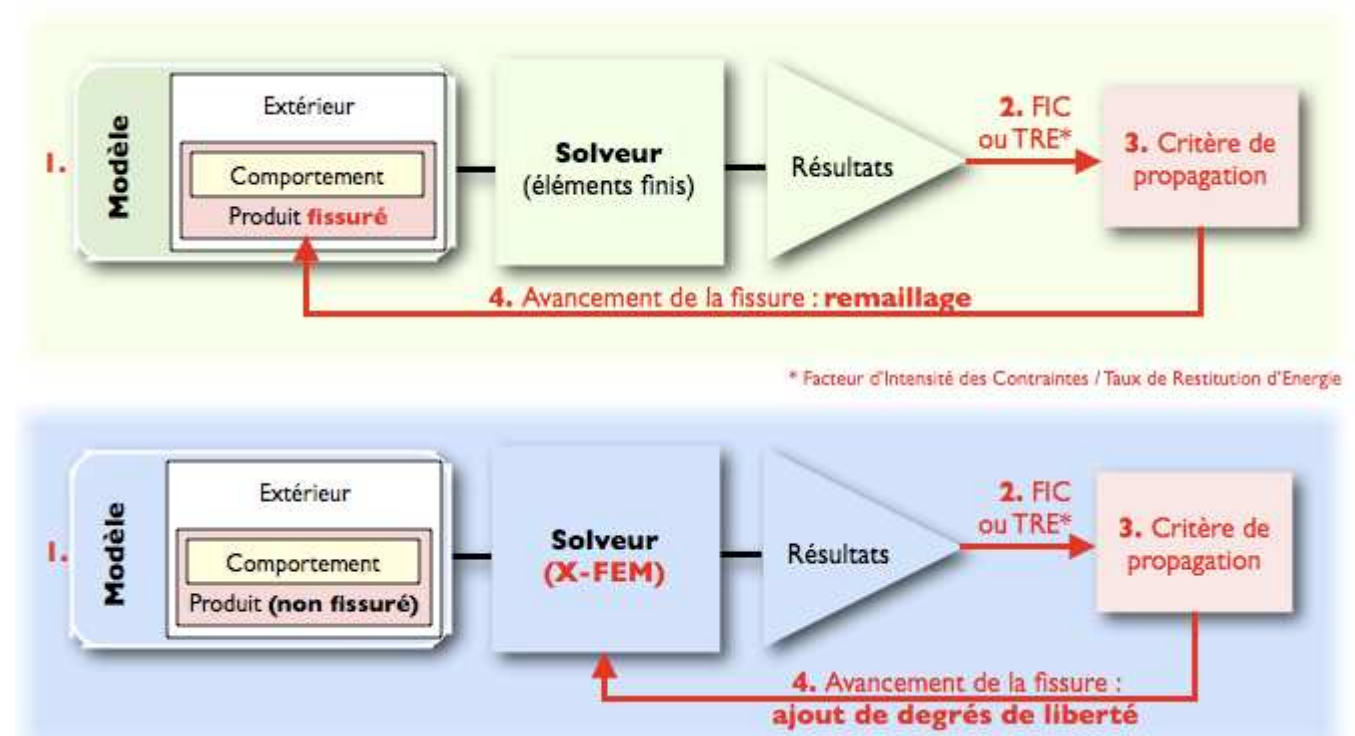 1.
Modèle
Extérieur
Comportement
Produit fissuré
Solveur
(éléments finis)
Résultats
2. FIC
ou TRE*
3. Critère de
propagation
4. Avancement de la fissure : remaillage
* Facteur d'Intensité des Contraintes / Taux de Restitution d'Energie
1.
Modèle
Extérieur
Comportement
Produit (non fissuré)
Solveur
(X-FEM)
Résultats
2. FIC
ou TRE*
3. Critère de
propagation
4. Avancement de la fissure :
ajout de degrés de liberté